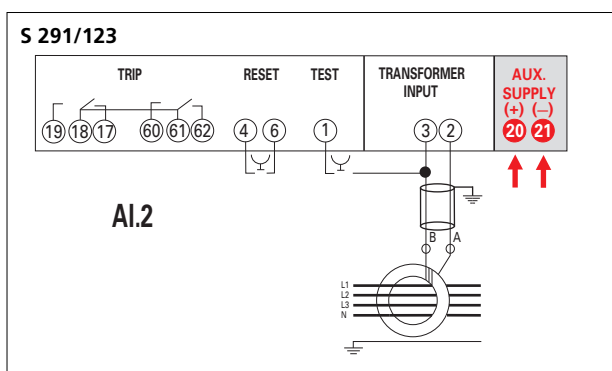 S 291/123
TRIP RESET TEST TRANSFORMER INPUT AUX. SUPPLY
(+) (–)
19 18 17 60 61 62 4 6 1 3 2 20 21
AI.2
B A
L1
L2
L3
N